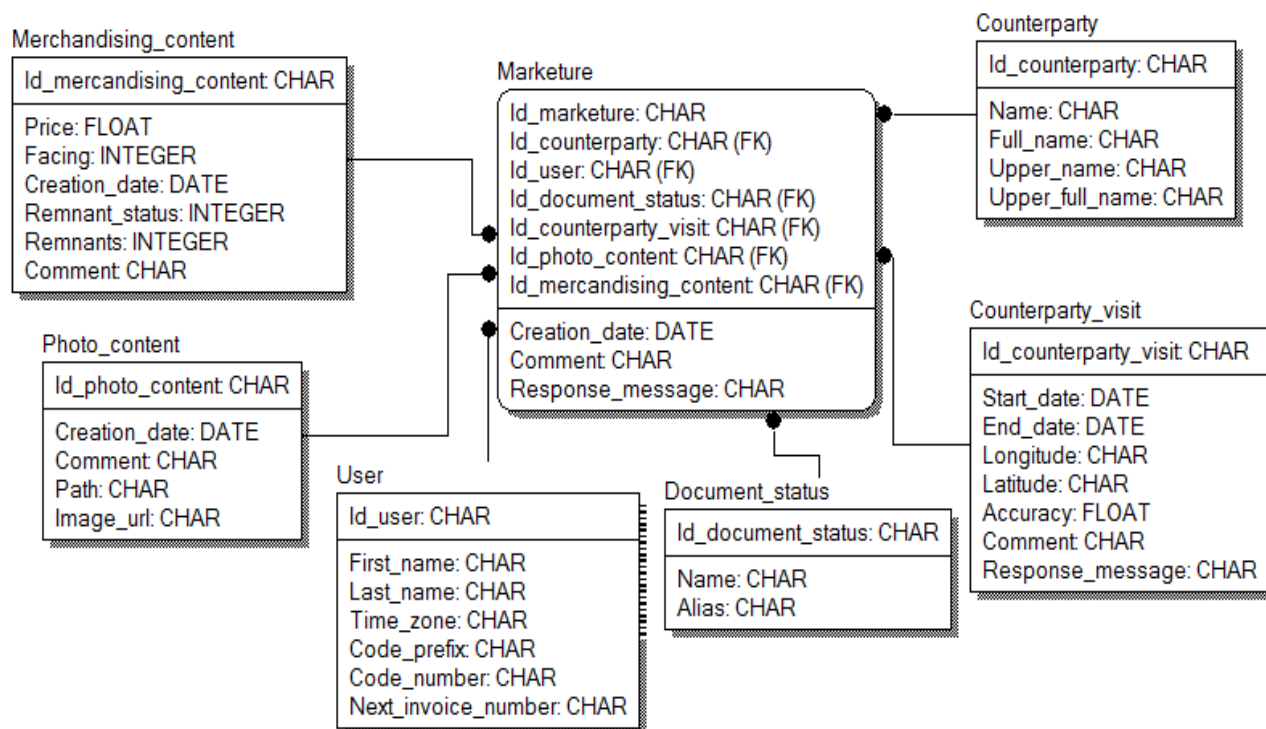 Merchandising_content
Id_mercandising_content: CHAR
Price: FLOAT
Facing: INTEGER
Creation_date: DATE
Remnant_status: INTEGER
Remnants: INTEGER
Comment: CHAR
Marketure
Id_marketure: CHAR
Id_counterparty: CHAR (FK)
Id_user: CHAR (FK)
Id_document_status: CHAR (FK)
Id_counterparty_visit: CHAR (FK)
Id_photo_content: CHAR (FK)
Id_mercandising_content: CHAR (FK)
Creation_date: DATE
Comment: CHAR
Response_message: CHAR
Counterparty
Id_counterparty: CHAR
Name: CHAR
Full_name: CHAR
Upper_name: CHAR
Upper_full_name: CHAR
Photo_content
Id_photo_content: CHAR
Creation_date: DATE
Comment: CHAR
Path: CHAR
Image_url: CHAR
User
Id_user: CHAR
First_name: CHAR
Last_name: CHAR
Time_zone: CHAR
Code_prefix: CHAR
Code_number: CHAR
Next_invoice_number: CHAR
Document_status
Id_document_status: CHAR
Name: CHAR
Alias: CHAR
Counterparty_visit
Id_counterparty_visit: CHAR
Start_date: DATE
End_date: DATE
Longitude: CHAR
Latitude: CHAR
Accuracy: FLOAT
Comment: CHAR
Response_message: CHAR